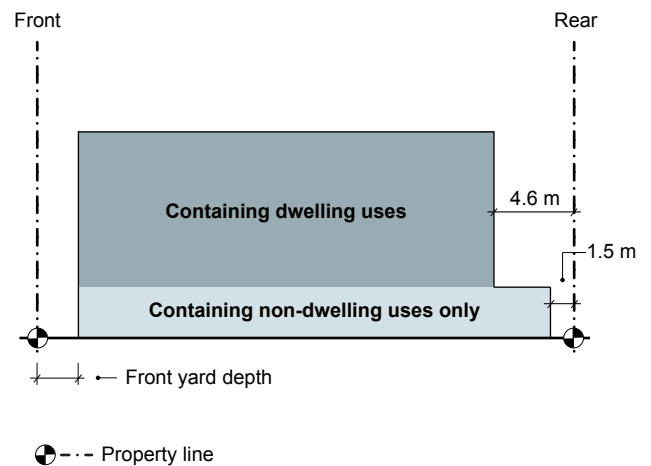 Front
Rear
4.6 m
Containing dwelling uses
1.5 m
Containing non-dwelling uses only
Front yard depth
Property line